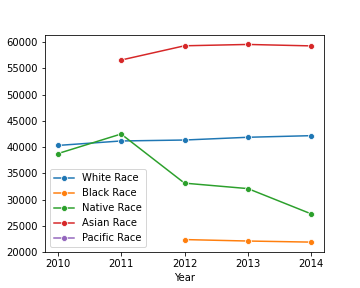 60000
55000
50000
45000
40000
35000
30000
25000
20000
White Race
Black Race
Native Race
Asian Race
Pacific Race
2010 2011 2012 2013 2014
Year